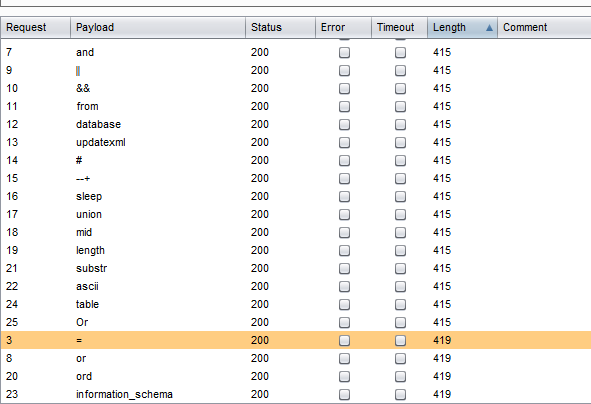 Request Payload Status Error Timeout Length Comment
7 and 200 415
9 200 415
10 && 200 415
11 from 200 415
12 database 200 415
13 updatexml 200 415
14 # 200 415
15 --+ 200 415
16 sleep 200 415
17 union 200 415
18 mid 200 415
19 length 200 415
21 substr 200 415
22 ascii 200 415
24 table 200 415
25 Or 200 415
3 = 200 419
8 or 200 419
20 ord 200 419
23 information_schema 200 419